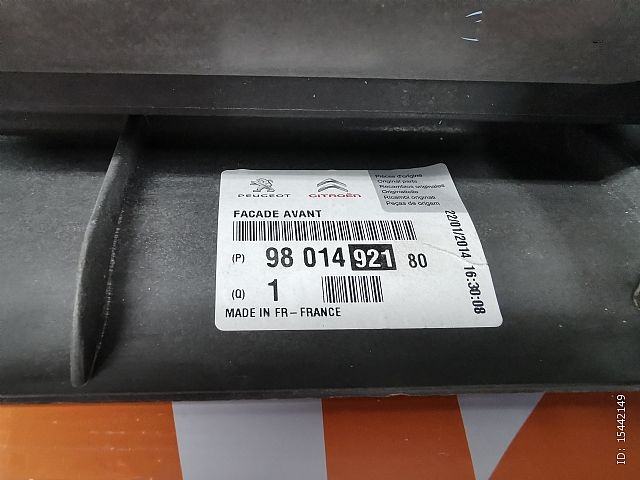 PEUGEOT CITROËN
Pièces d'origine
Original parts
Recambios originales
Originalteile
Ricambi originali
Peças de origem
FACADE AVANT
(P) 98 014 921 80
(Q) 1
MADE IN FR-FRANCE
22/01/2014 16:30:08
ID: 15442149